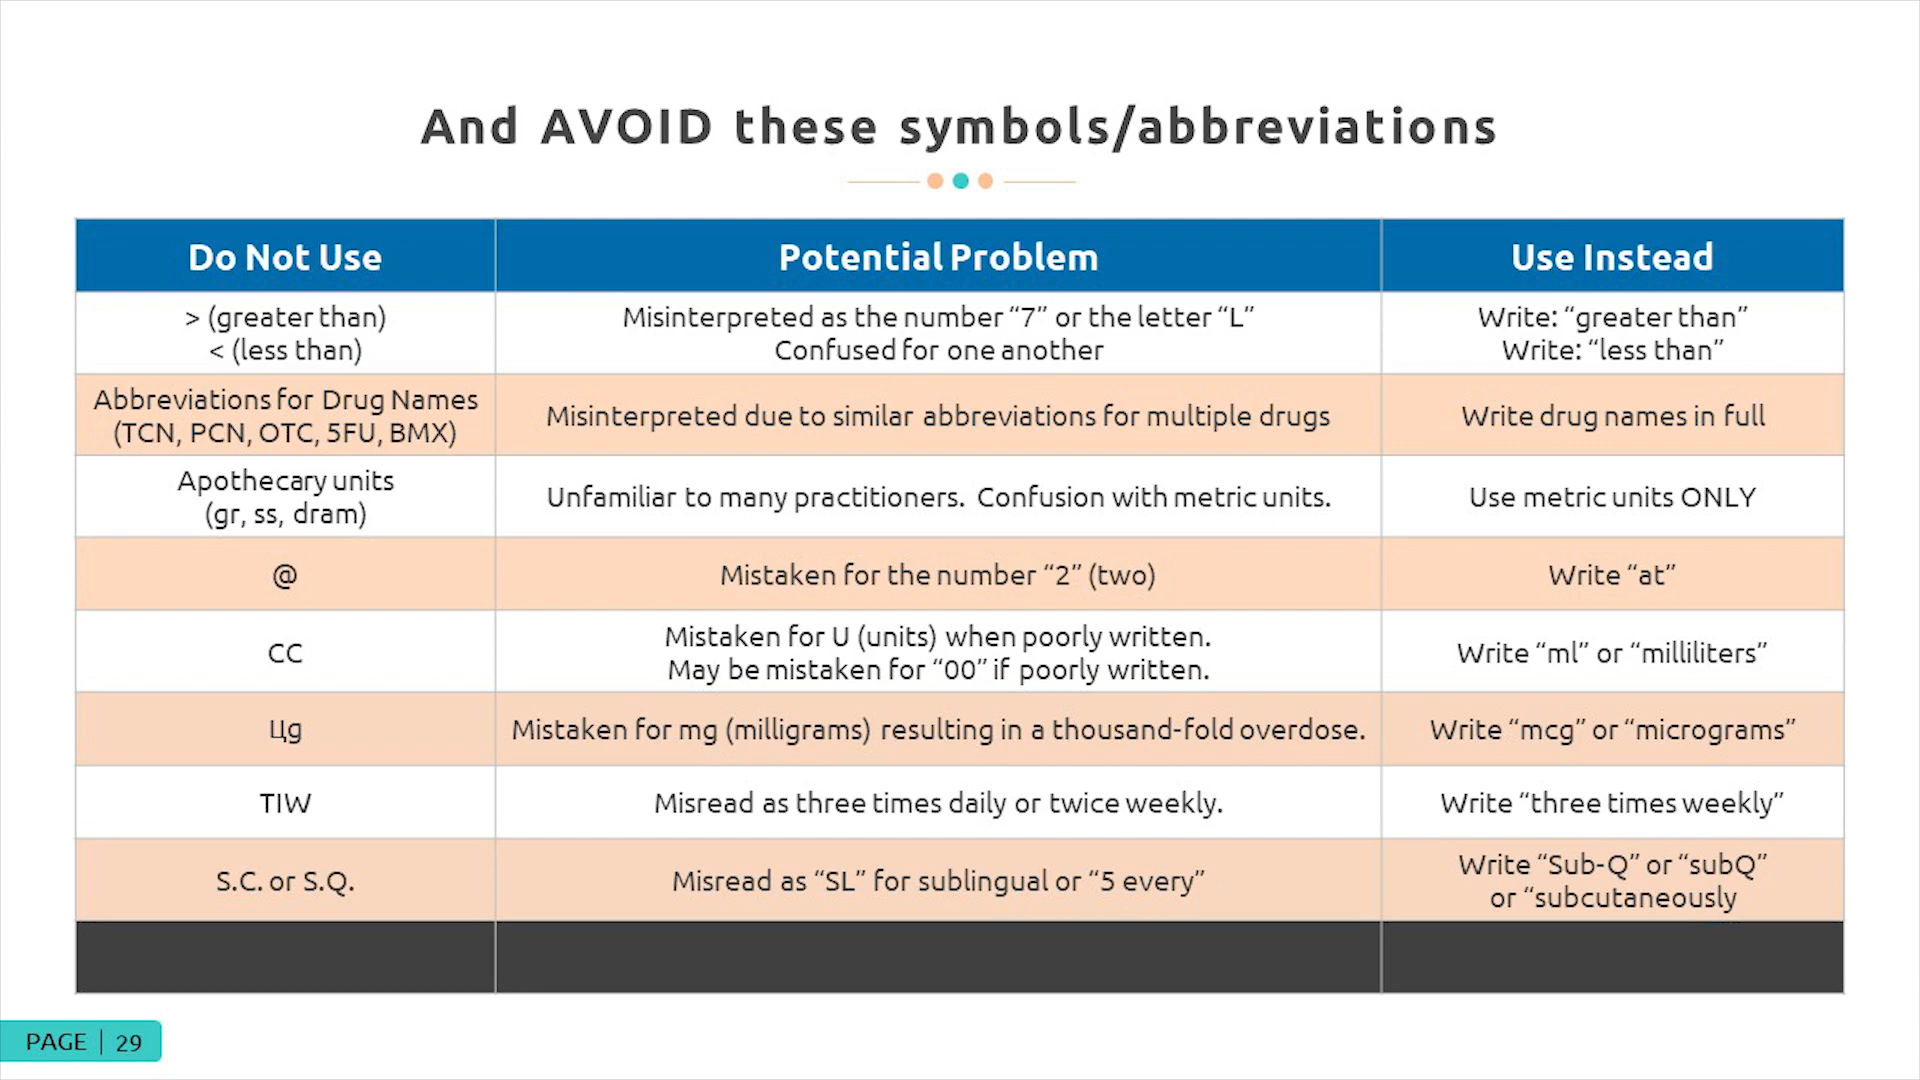 And AVOID these symbols/abbreviations
Do Not Use
Potential Problem
Use Instead
> (greater than)
< (less than)
Misinterpreted as the number “7” or the letter “L”
Confused for one another
Write: “greater than”
Write: “less than”
Abbreviations for Drug Names
(TCN, PCN, OTC, 5FU, BMX)
Misinterpreted due to similar abbreviations for multiple drugs
Write drug names in full
Apothecary units
(gr, ss, dram)
Unfamiliar to many practitioners. Confusion with metric units.
Use metric units ONLY
@
Mistaken for the number “2” (two)
Write “at”
CC
Mistaken for U (units) when poorly written.
May be mistaken for “00” if poorly written.
Write “ml” or “milliliters”
Цg
Mistaken for mg (milligrams) resulting in a thousand-fold overdose.
Write “mcg” or “micrograms”
TIW
Misread as three times daily or twice weekly.
Write “three times weekly”
S.C. or S.Q.
Misread as “SL” for sublingual or “5 every”
Write “Sub-Q” or “subQ”
or “subcutaneously
PAGE | 29